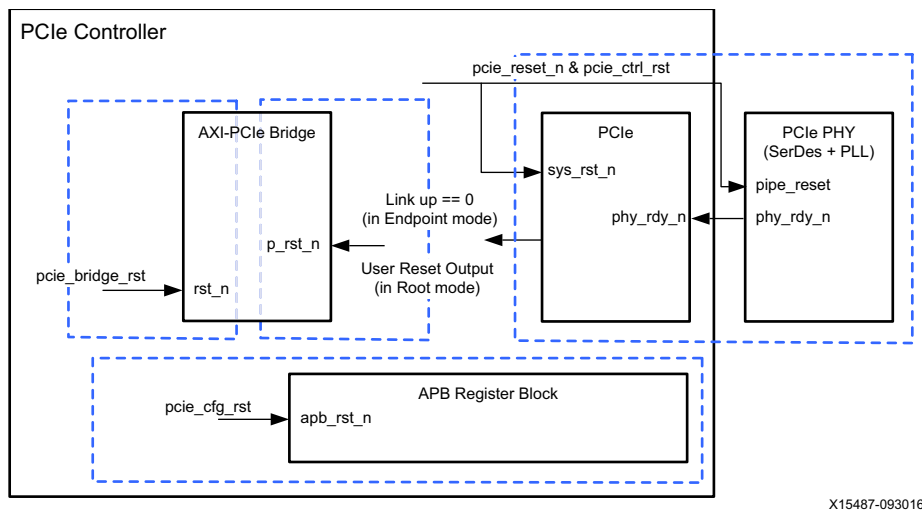 PCIe Controller
pcie_reset_n & pcie_ctrl_rst
AXI-PCIe Bridge
PCIe
PCIe PHY
(SerDes + PLL)
sys_rst_n
pipe_reset
Link up == 0
(in Endpoint mode)
phy_rdy_n
phy_rdy_n
p_rst_n
User Reset Output
(in Root mode)
pcie_bridge_rst
rst_n
APB Register Block
pcie_cfg_rst
apb_rst_n
X15487-093016